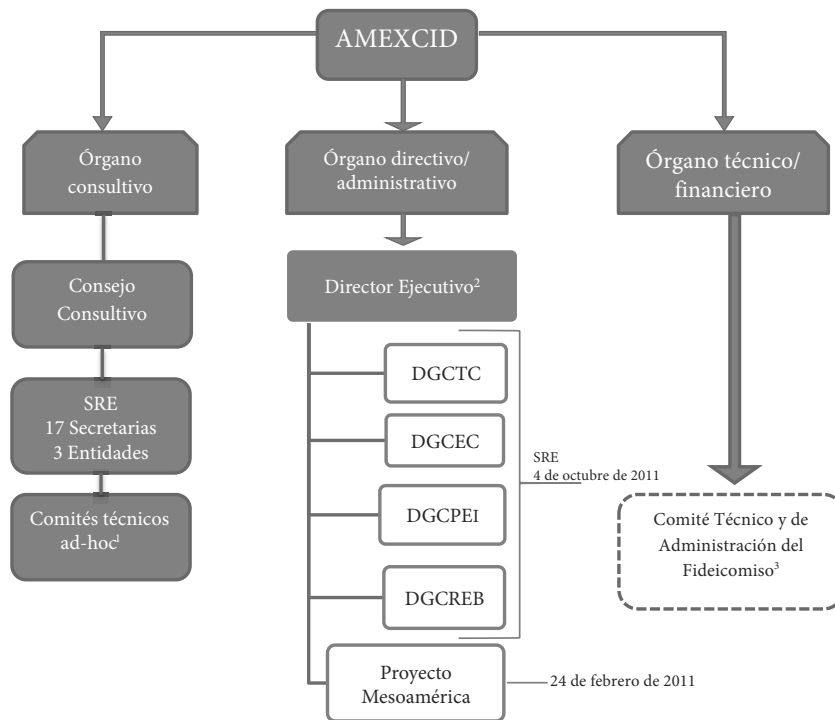 AMEXCID
Órgano
consultivo
Consejo
Consultivo
SRE
17 Secretarias
3 Entidades
Comités técnicos
ad-hoc¹
Órgano directivo/
administrativo
Director Ejecutivo²
DGCTC
DGCEC
DGCPEI
DGCREB
Proyecto
Mesoamérica
SRE
4 de octubre de 2011
24 de febrero de 2011
Órgano técnico/
financiero
Comité Técnico y de
Administración del
Fideicomiso³